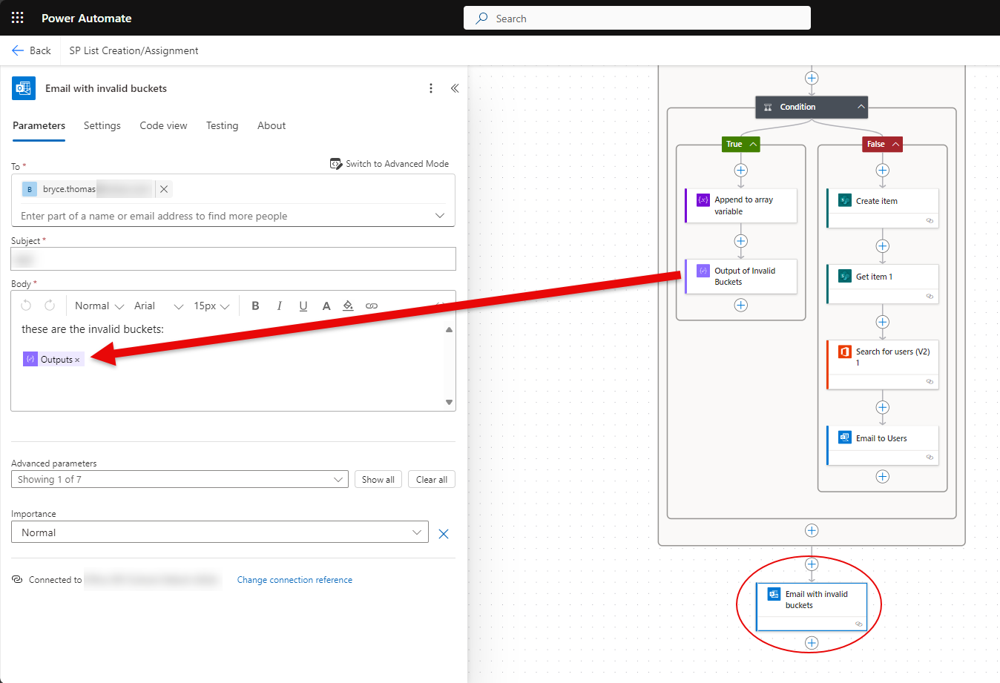 Power Automate
Search
Back
SP List Creation/Assignment
Email with invalid buckets
Parameters
Settings
Code view
Testing
About
To *
Switch to Advanced Mode
B
bryce.thomas
Enter part of a name or email address to find more people
Subject *
Body *
Normal
Arial
15px
B
I
U
A
these are the invalid buckets:
Outputs ×
Advanced parameters
Showing 1 of 7
Show all
Clear all
Importance
Normal
Connected to
Change connection reference
Condition
True
False
Append to array
variable
Output of Invalid
Buckets
Create item
Get item 1
Search for users (V2)
1
Email to Users
Email with invalid
buckets